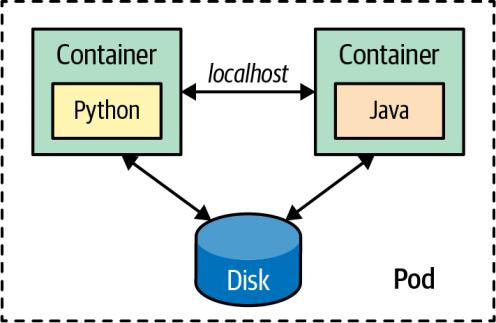 Container
Python
localhost
Container
Java
Disk
Pod